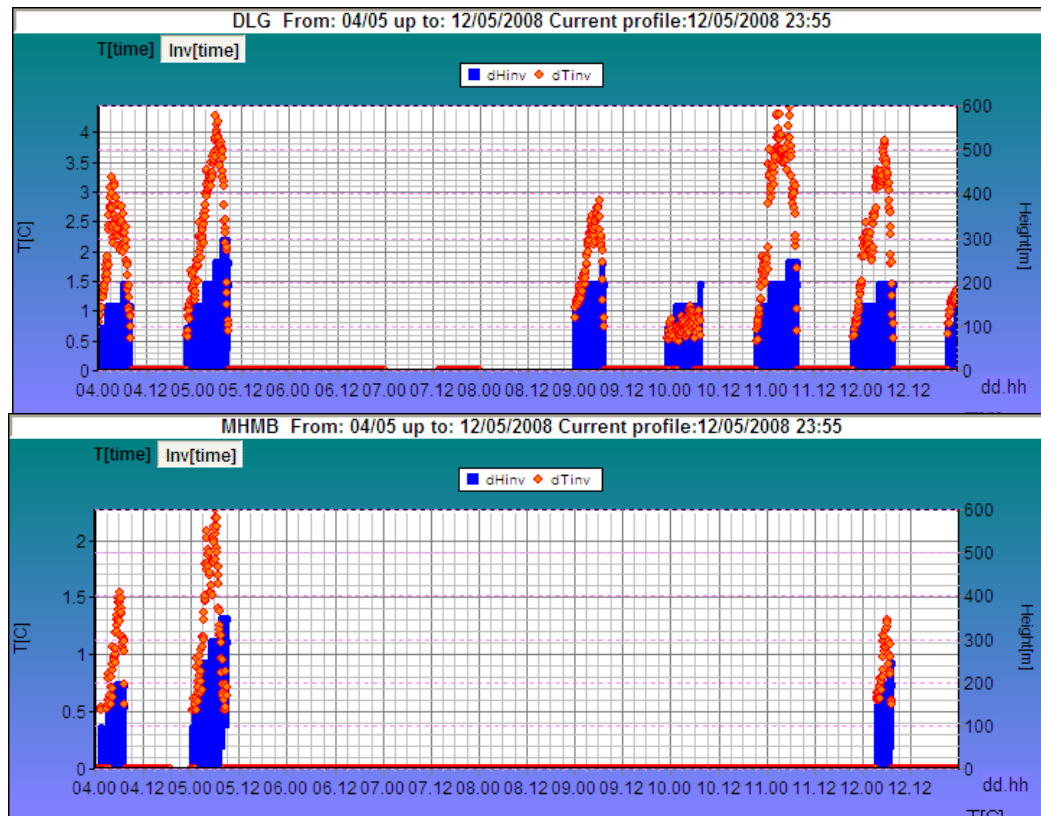 DLG From: 04/05 up to: 12/05/2008 Current profile:12/05/2008 23:55
T[time] Inv[time]
dHinv dTinv
4
3.5
3
2.5
2
1.5
1
0.5
0
T[C]
600
500
400
300
200
100
0
Height[m]
04.00 04.12 05.00 05.12 06.00 06.12 07.00 07.12 08.00 08.12 09.00 09.12 10.00 10.12 11.00 11.12 12.00 12.12
dd.hh
MHMB From: 04/05 up to: 12/05/2008 Current profile:12/05/2008 23:55
T[time] Inv[time]
dHinv dTinv
2
1.5
1
0.5
0
T[C]
600
500
400
300
200
100
0
Height[m]
04.00 04.12 05.00 05.12 06.00 06.12 07.00 07.12 08.00 08.12 09.00 09.12 10.00 10.12 11.00 11.12 12.00 12.12
dd.hh